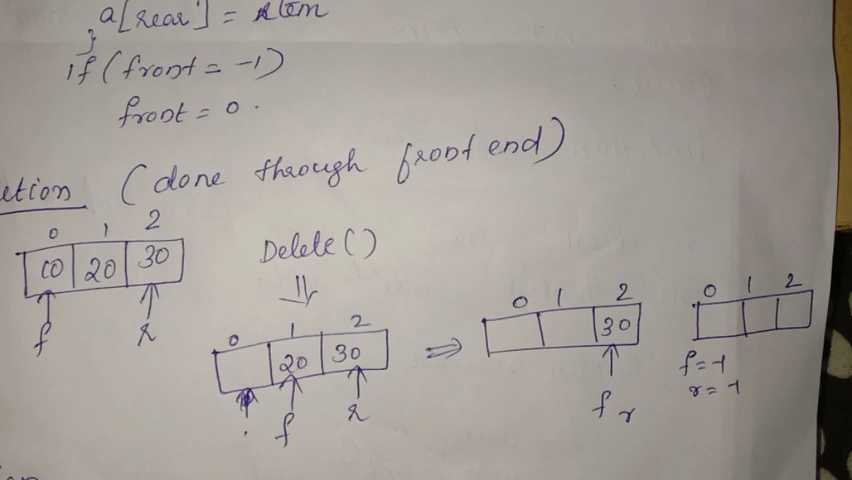 a[rear] = item
}
if (front = -1)
front = 0.
etion (done through front end)
0 1 2
10 20 30
f r
Delete()
0 1 2
20 30
f r
0 1 2
30
f r
0 1 2
f = -1
r = -1